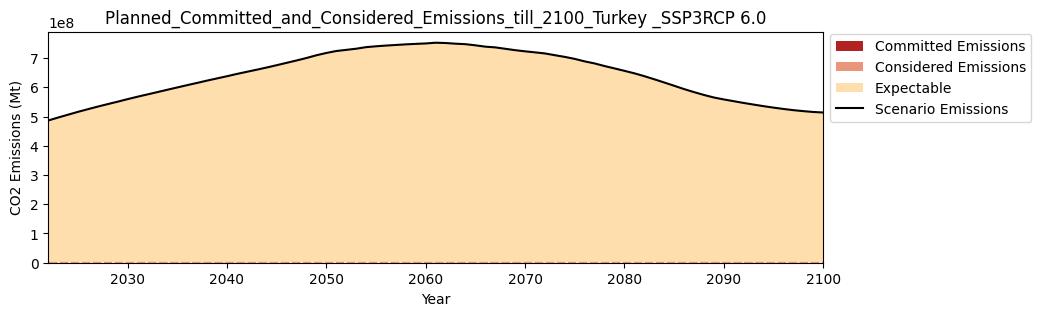 Planned_Committed_and_Considered_Emissions_till_2100_Turkey _SSP3RCP 6.0
1e8
7
6
5
4
3
2
1
0
CO2 Emissions (Mt)
2030 2040 2050 2060 2070 2080 2090 2100
Year
Committed Emissions
Considered Emissions
Expectable
Scenario Emissions